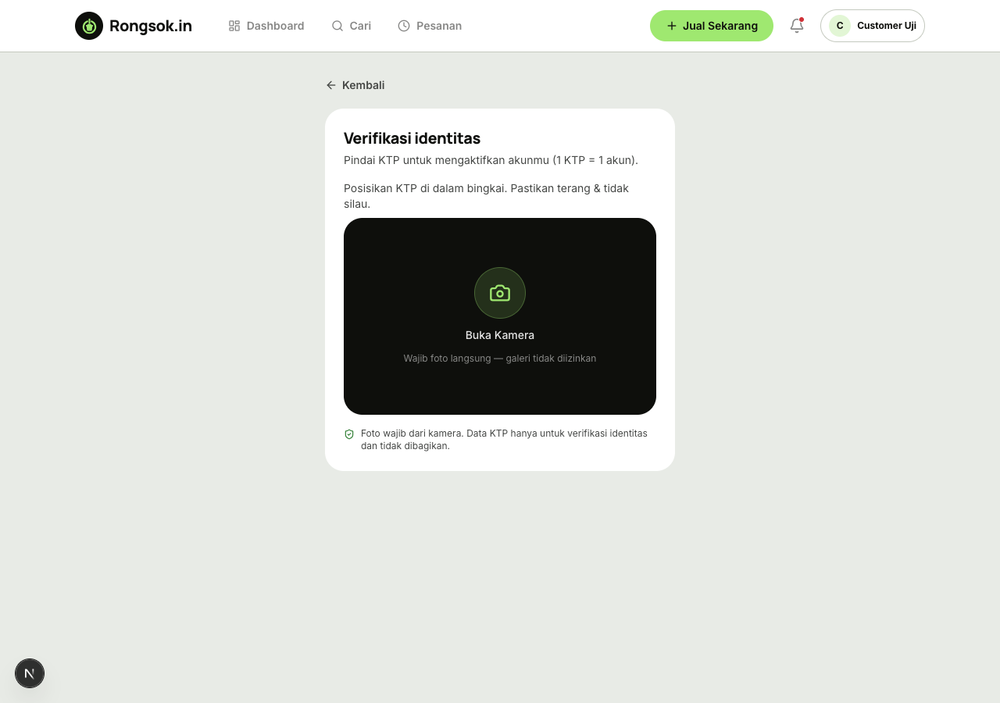 Rongsok.in
Dashboard
Cari
Pesanan
Jual Sekarang
C
Customer Uji
Kembali
Verifikasi identitas
Pindai KTP untuk mengaktifkan akunmu (1 KTP = 1 akun).
Posisikan KTP di dalam bingkai. Pastikan terang & tidak
silau.
Buka Kamera
Wajib foto langsung — galeri tidak diizinkan
Foto wajib dari kamera. Data KTP hanya untuk verifikasi identitas
dan tidak dibagikan.
N